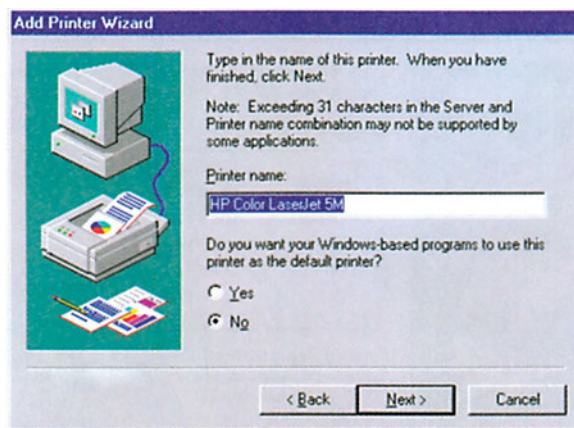 Add Printer Wizard
Type in the name of this printer. When you have
finished, click Next.
Note: Exceeding 31 characters in the Server and
Printer name combination may not be supported by
some applications.
Printer name:
HP Color LaserJet 5M
Do you want your Windows-based programs to use this
printer as the default printer?
Yes
No
< Back
Next >
Cancel